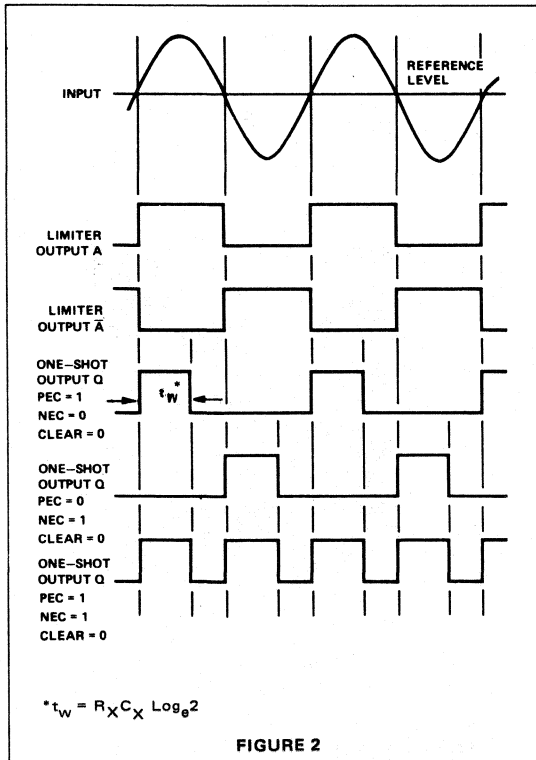 REFERENCE
LEVEL
INPUT
LIMITER
OUTPUT A
LIMITER
OUTPUT A̅
ONE–SHOT
OUTPUT Q
PEC = 1
NEC = 0
CLEAR = 0
tW*
ONE–SHOT
OUTPUT Q
PEC = 0
NEC = 1
CLEAR = 0
ONE–SHOT
OUTPUT Q
PEC = 1
NEC = 1
CLEAR = 0
*tW = RXCX Loge2
FIGURE 2